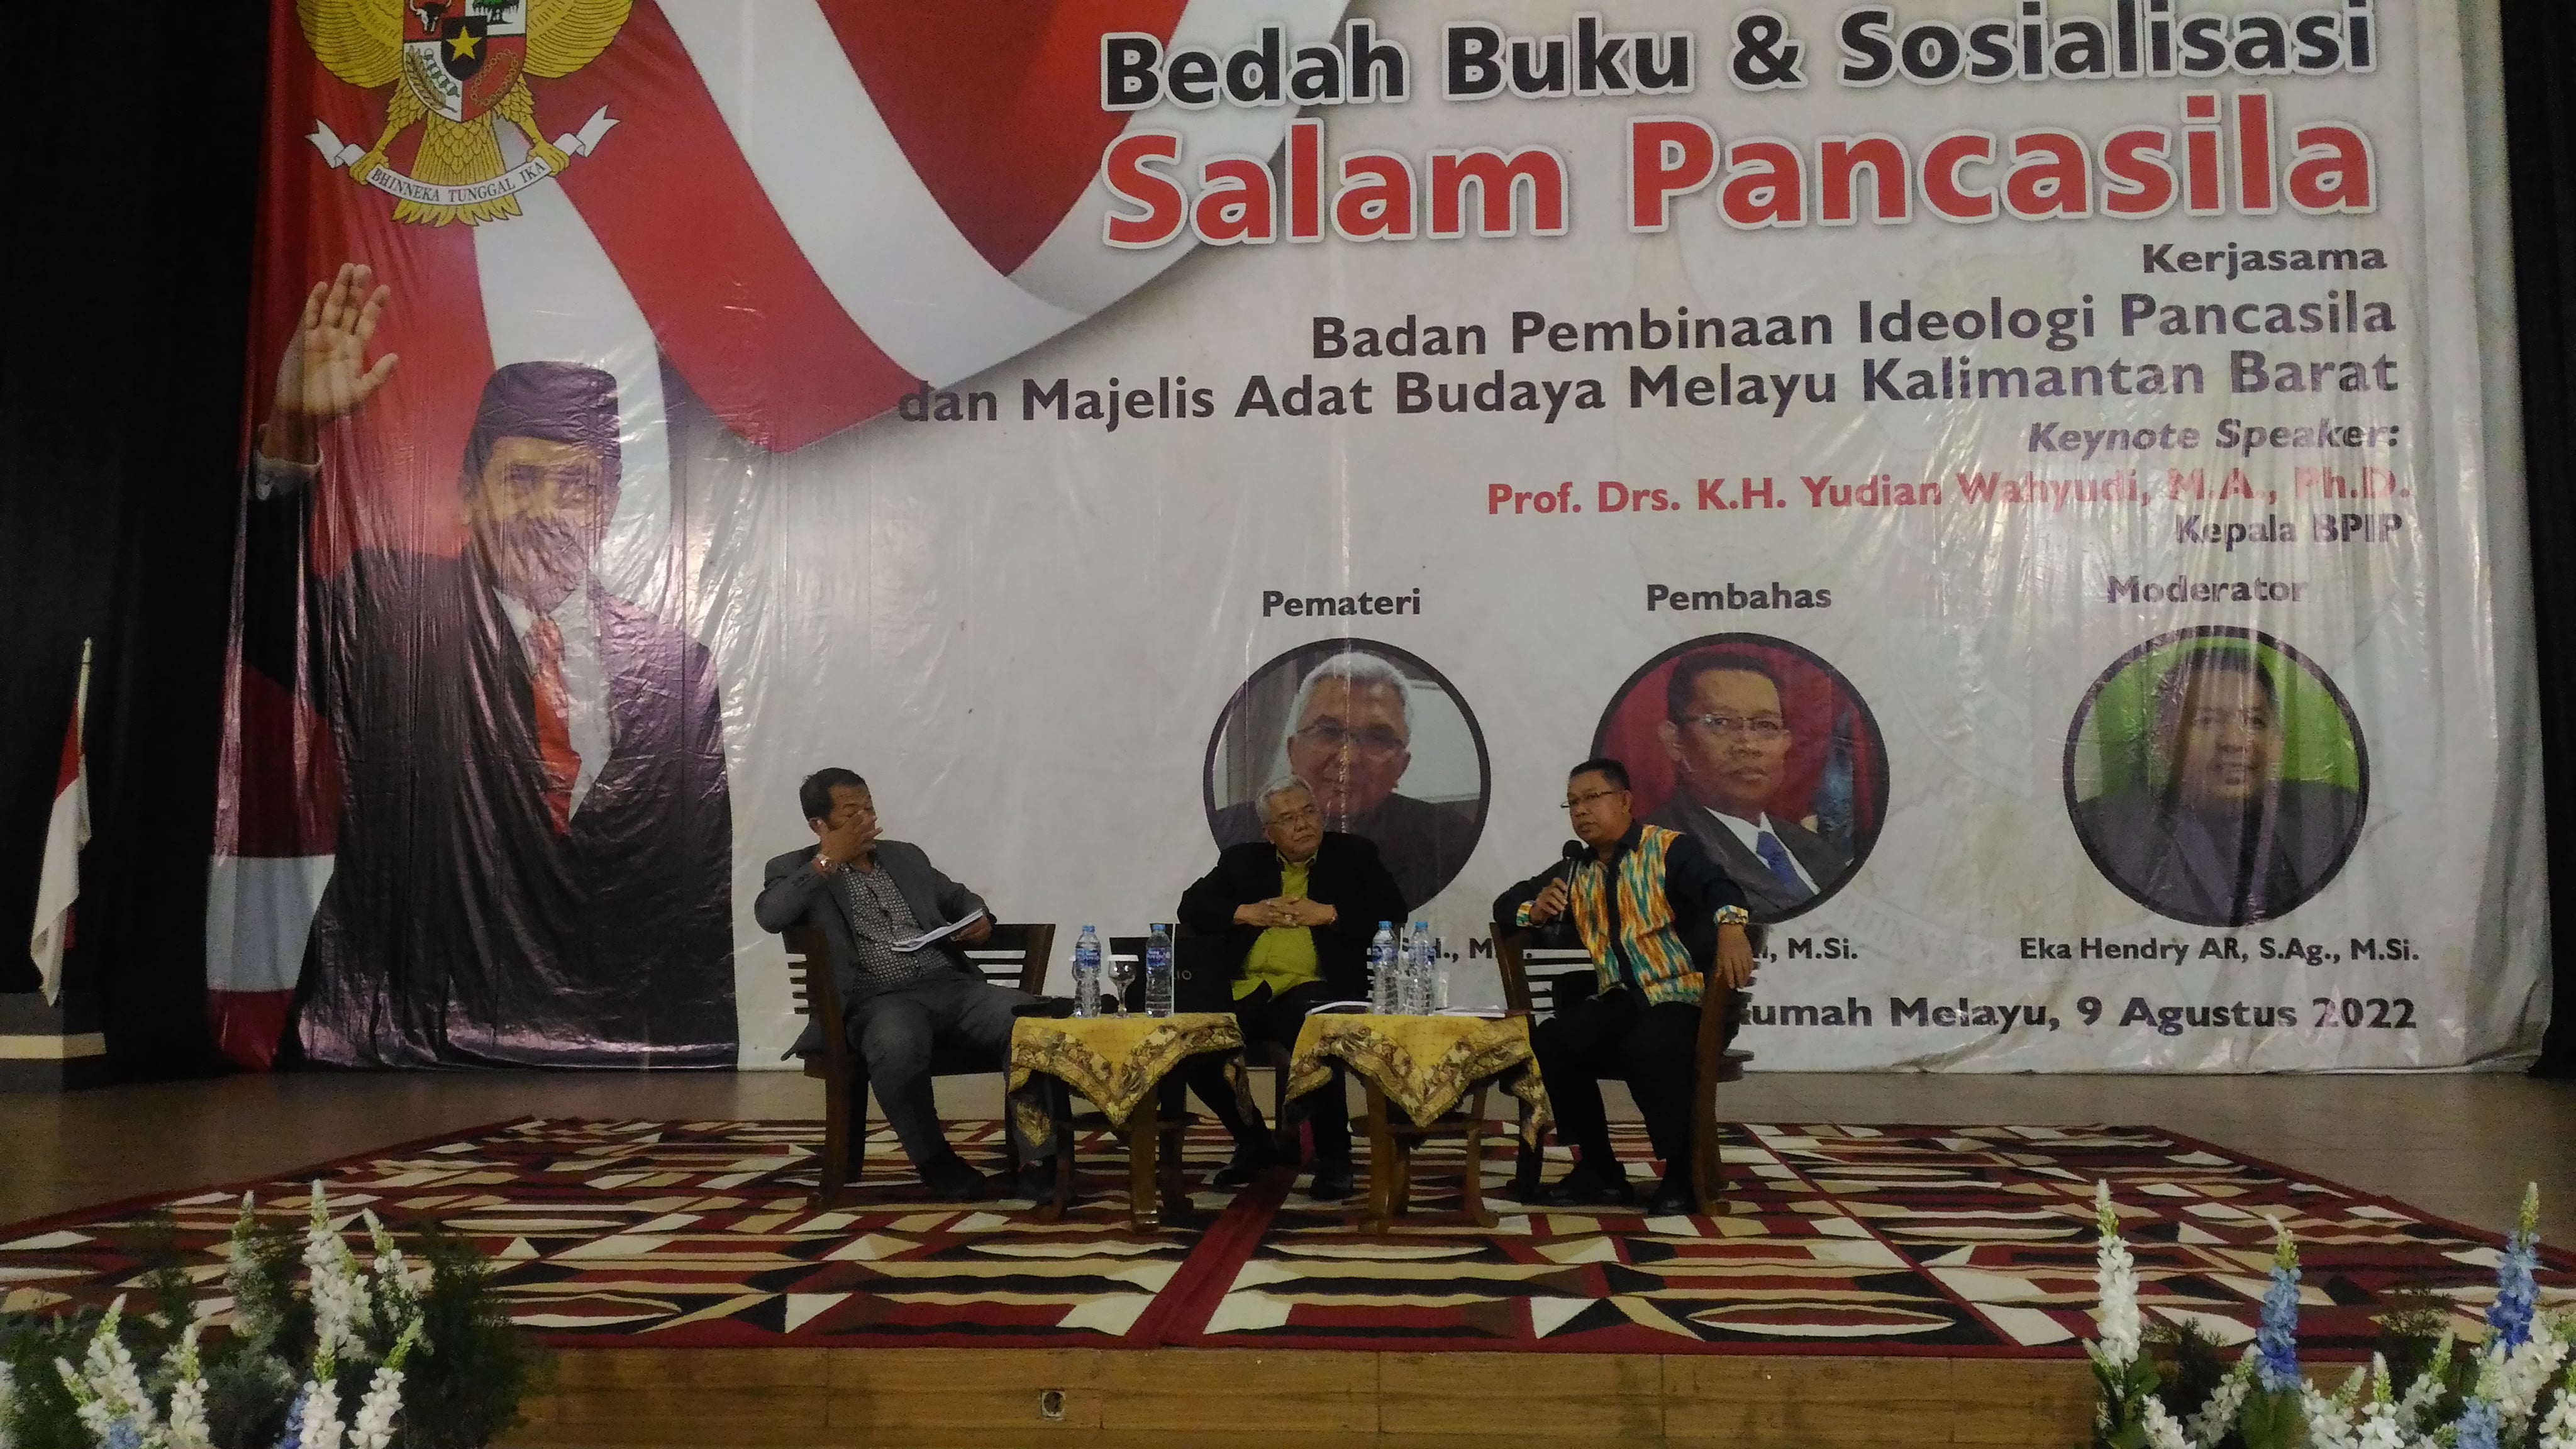 BHINNEKA TUNGGAL IKA
Bedah Buku & Sosialisasi
Salam Pancasila
Kerjasama
Badan Pembinaan Ideologi Pancasila
dan Majelis Adat Budaya Melayu Kalimantan Barat
Keynote Speaker:
Prof. Drs. K.H. Yudian Wahyudi, M.A., Ph.D.
Kepala BPIP
Pemateri
Pembahas
Moderator
M.Si.
Eka Hendry AR, S.Ag., M.Si.
Melayu, 9 Agustus 2022